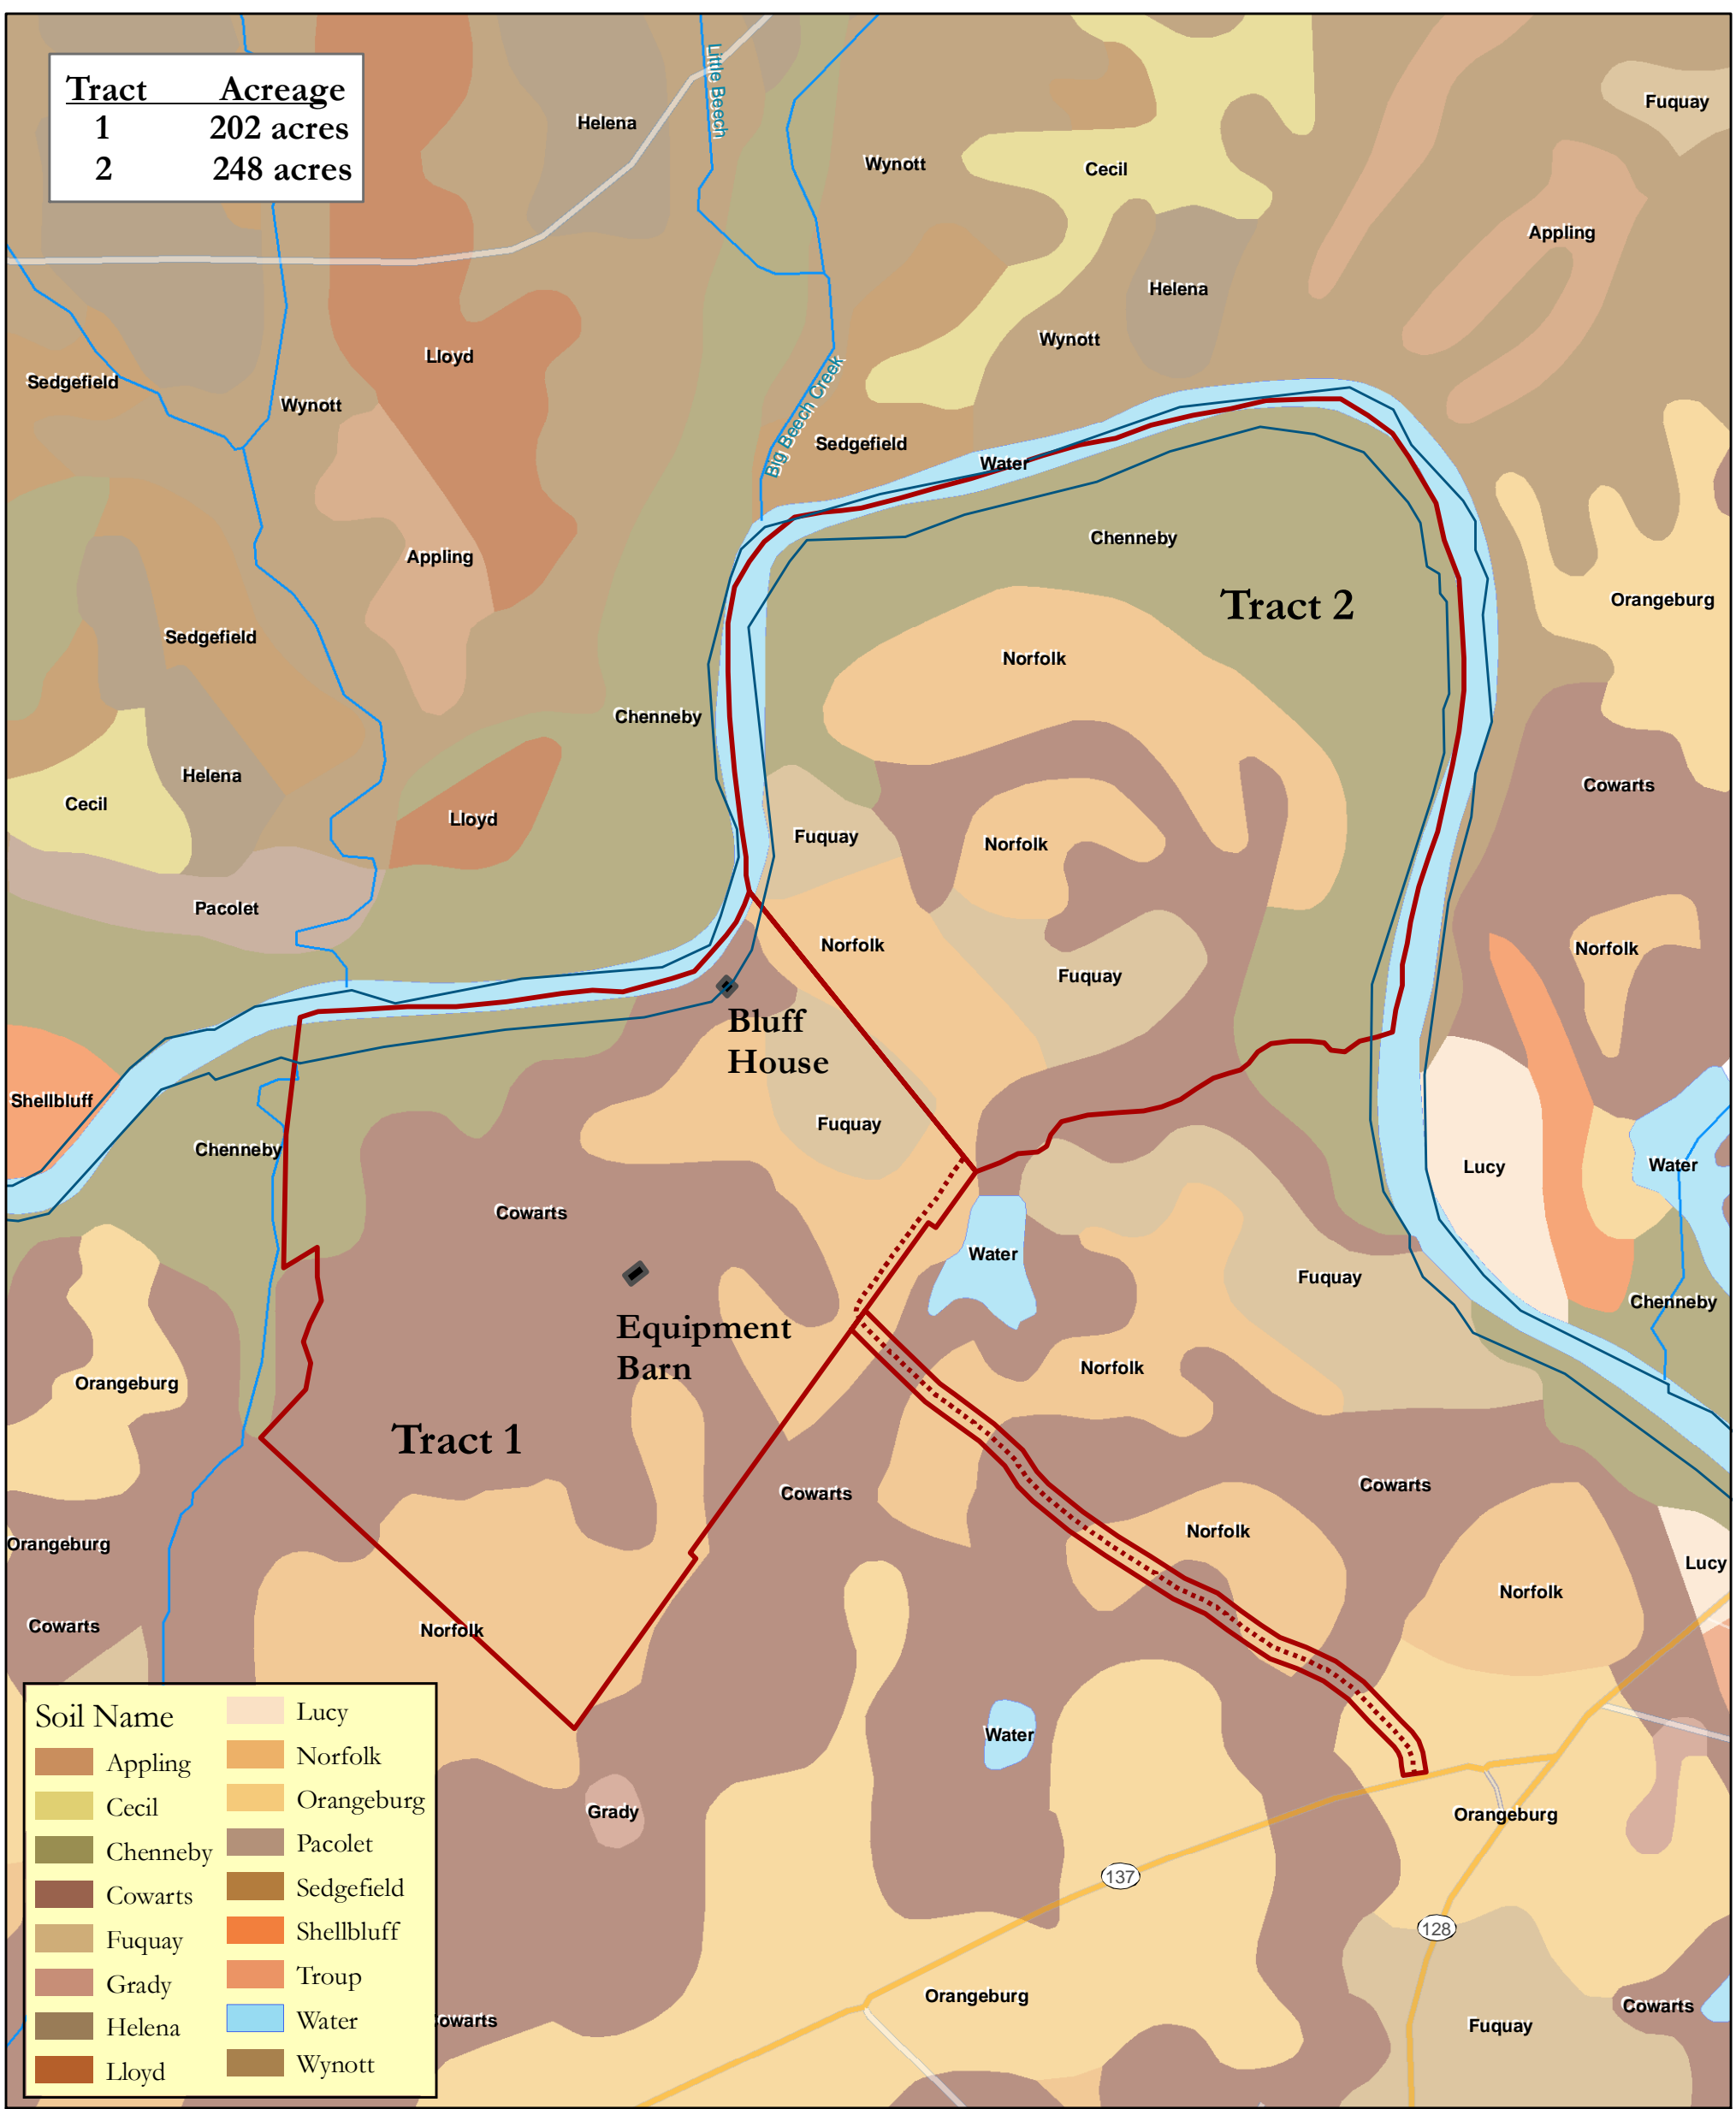 Tract Acreage
1 202 acres
2 248 acres
Little Beech
Fuquay
Helena
Wynott
Cecil
Appling
Helena
Wynott
Lloyd
Sedgefield
Wynott
Big Beech Creek
Sedgefield
Water
Chenneby
Appling
Tract 2
Orangeburg
Sedgefield
Norfolk
Chenneby
Helena
Cowarts
Cecil
Lloyd
Fuquay
Norfolk
Pacolet
Norfolk
Norfolk
Fuquay
Bluff
House
Shellbluff
Fuquay
Chenneby
Lucy
Water
Cowarts
Water
Fuquay
Chenneby
Equipment
Barn
Norfolk
Orangeburg
Tract 1
Cowarts
Cowarts
Norfolk
Orangeburg
Lucy
Norfolk
Cowarts
Norfolk
Water
Grady
Orangeburg
137
128
Orangeburg
Cowarts
Fuquay
owarts
Soil Name
Appling
Cecil
Chenneby
Cowarts
Fuquay
Grady
Helena
Lloyd
Lucy
Norfolk
Orangeburg
Pacolet
Sedgefield
Shellbluff
Troup
Water
Wynott